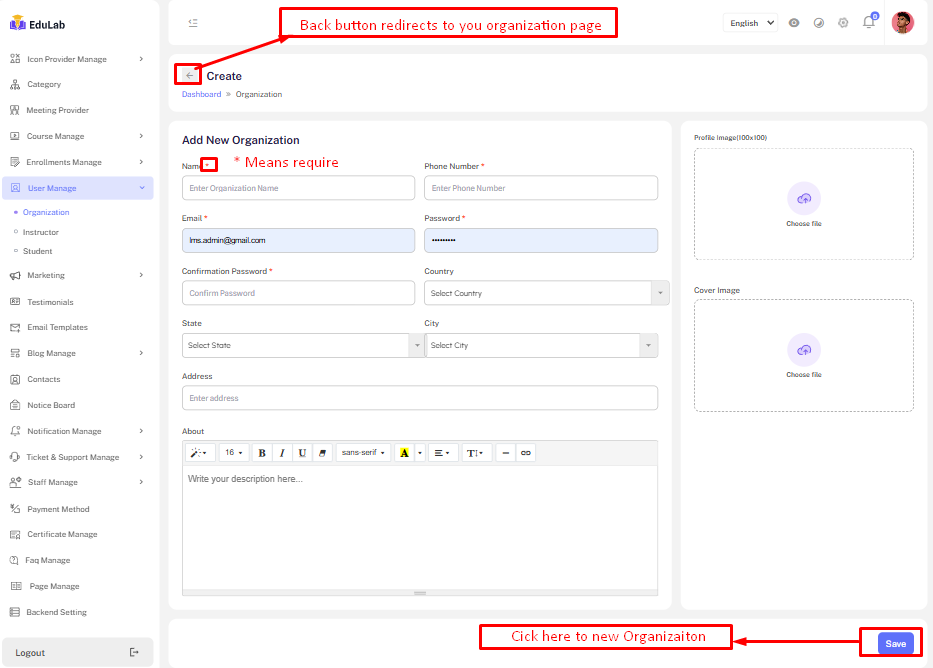 EduLab
Icon Provider Manage
Category
Meeting Provider
Course Manage
Enrollments Manage
User Manage
Organization
Instructor
Student
Marketing
Testimonials
Email Templates
Blog Manage
Contacts
Notice Board
Notification Manage
Ticket & Support Manage
Staff Manage
Payment Method
Certificate Manage
Faq Manage
Page Manage
Backend Setting
Logout
Back button redirects to you organization page
English
0
← Create
Dashboard » Organization
Add New Organization
Name * * Means require
Enter Organization Name
Phone Number *
Enter Phone Number
Email *
lms.admin@gmail.com
Password *
•••••••••
Confirmation Password *
Confirm Password
Country
Select Country
State
Select State
City
Select City
Address
Enter address
About
16 B I U sans-serif A T
Write your description here...
Profile Image(100x100)
Choose file
Cover Image
Choose file
Cick here to new Organizaiton
Save